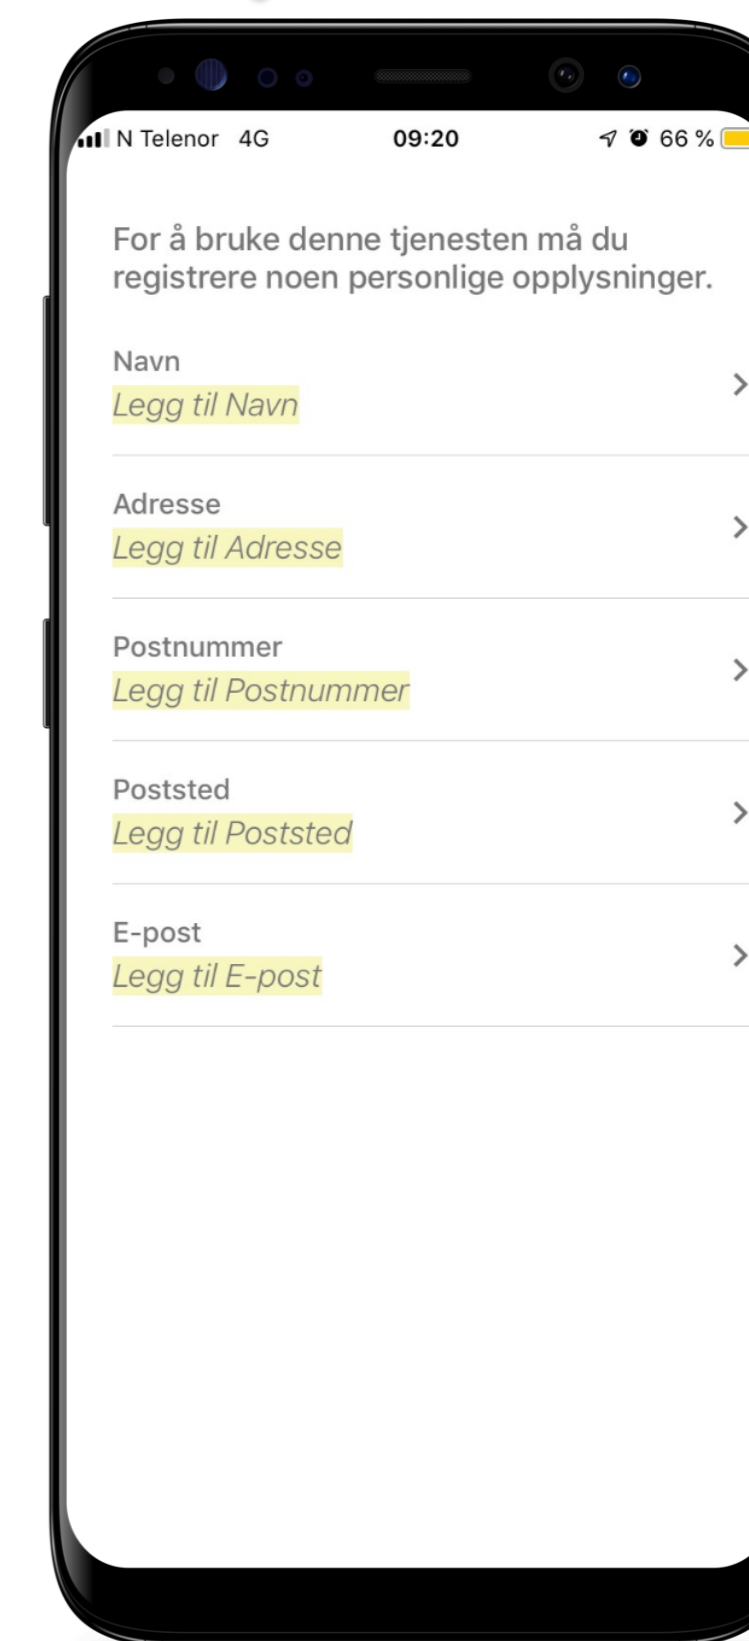 N Telenor 4G 09:20 66 %
For å bruke denne tjenesten må du
registrere noen personlige opplysninger.
Navn
Legg til Navn
Adresse
Legg til Adresse
Postnummer
Legg til Postnummer
Poststed
Legg til Poststed
E-post
Legg til E-post